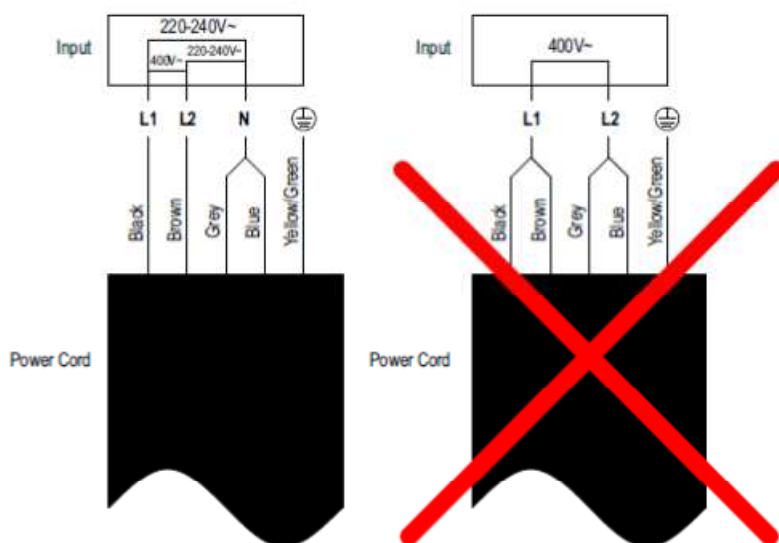 220-240V~
Input
400V~
220-240V~
L1 L2 N
Black
Brown
Grey
Blue
Yellow/Green
Power Cord
Input
400V~
L1 L2
Black
Brown
Grey
Blue
Yellow/Green
Power Cord